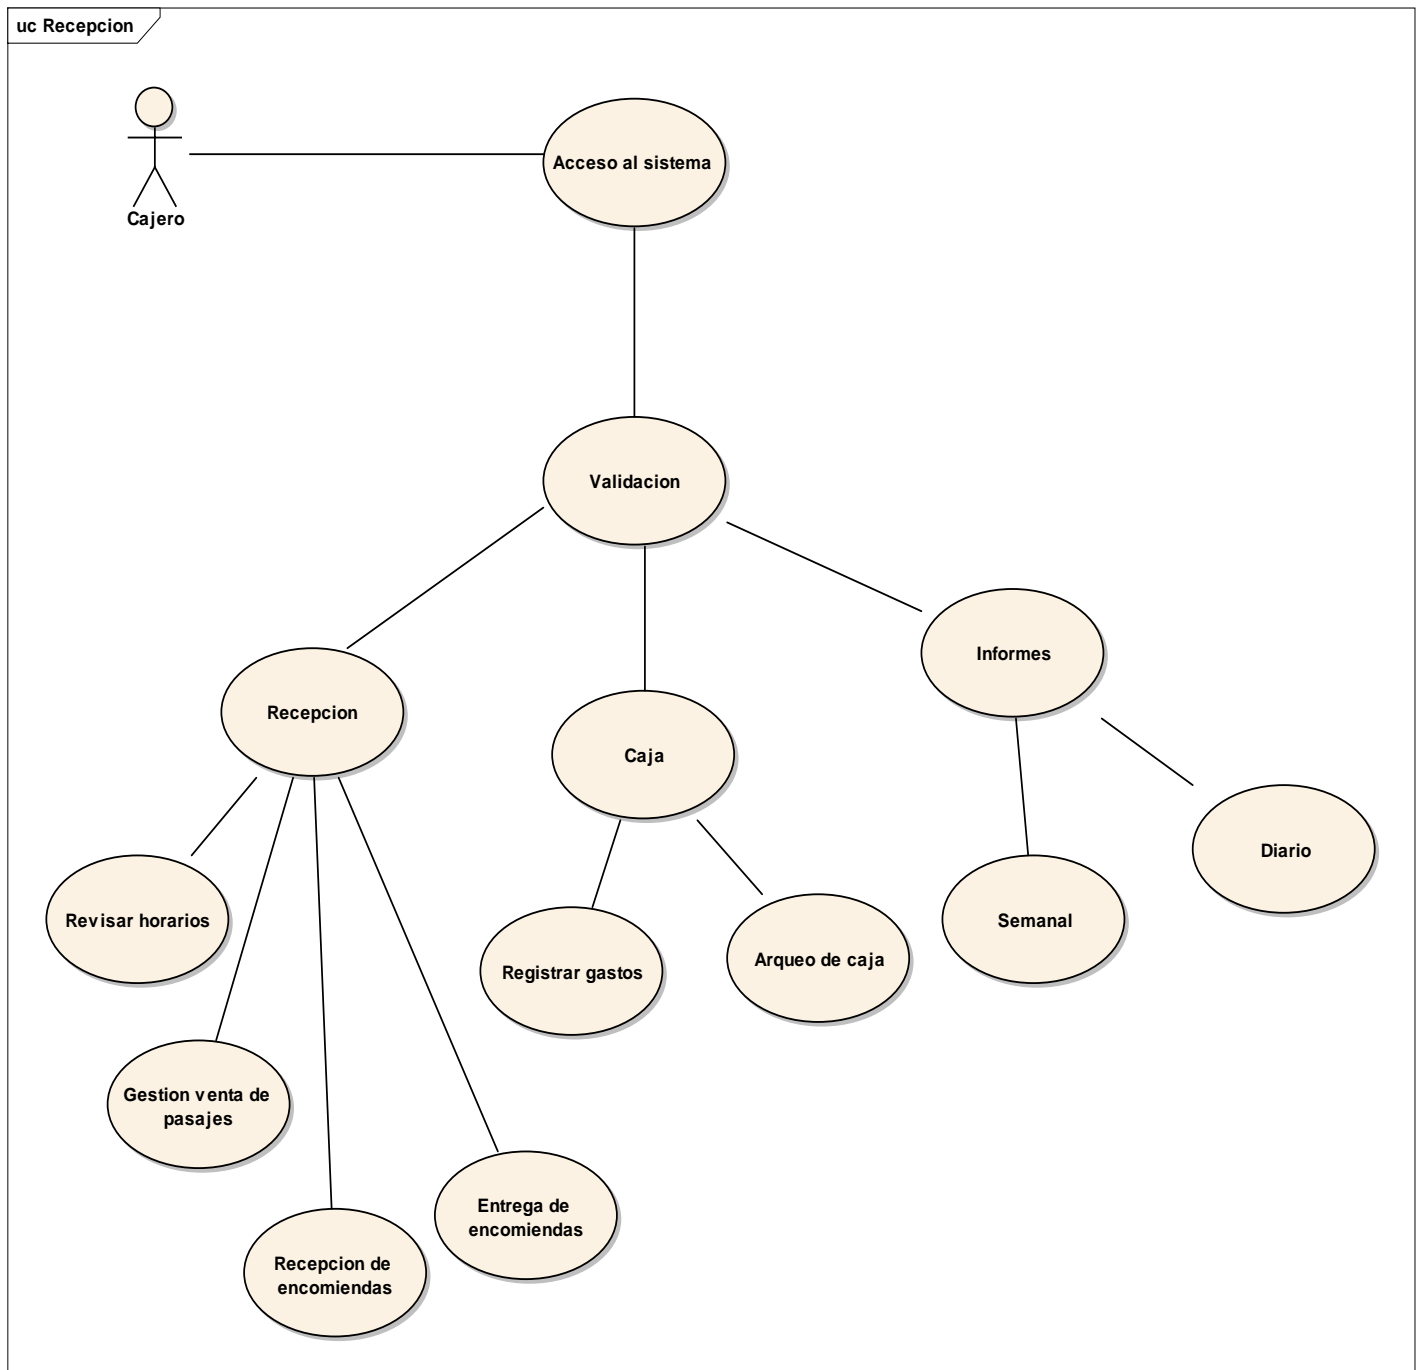 uc Recepcion
Cajero
Acceso al sistema
Validacion
Informes
Recepcion
Caja
Diario
Revisar horarios
Semanal
Registrar gastos
Arqueo de caja
Gestion venta de
pasajes
Entrega de
encomiendas
Recepcion de
encomiendas